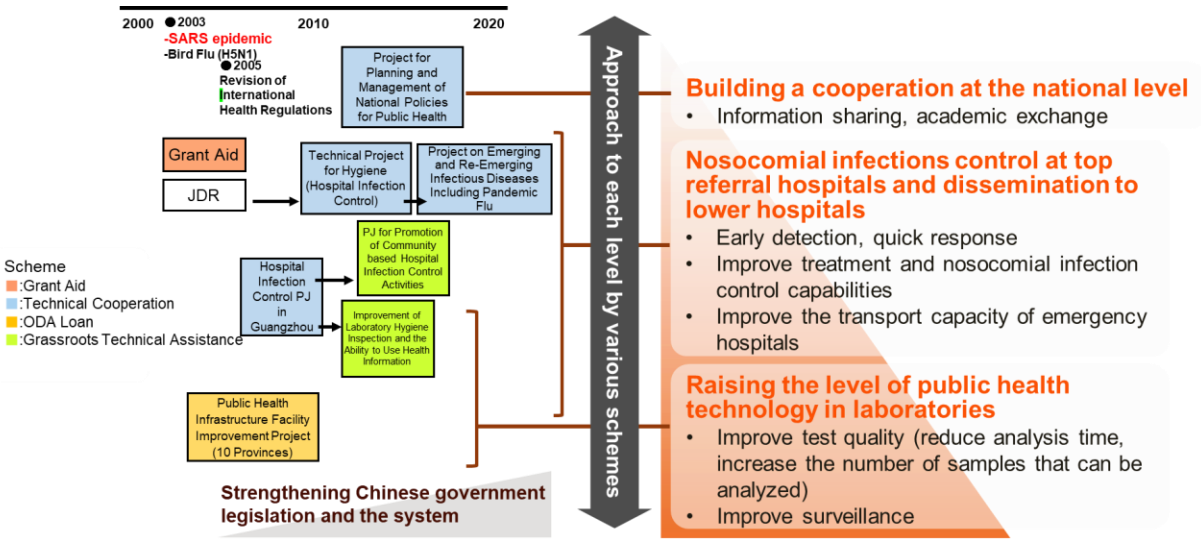 2000
2010
2020
●2003
-SARS epidemic
-Bird Flu (H5N1)
●2005
Revision of
International
Health Regulations
Project for
Planning and
Management of
National Policies
for Public Health
Grant Aid
JDR
Technical Project
for Hygiene
(Hospital Infection
Control)
Project on Emerging
and Re-Emerging
Infectious Diseases
Including Pandemic
Flu
PJ for Promotion
of Community
based Hospital
Infection Control
Activities
Hospital
Infection
Control PJ
in
Guangzhou
Improvement of
Laboratory Hygiene
Inspection and the
Ability to Use Health
Information
Scheme
:Grant Aid
:Technical Cooperation
:ODA Loan
:Grassroots Technical Assistance
Public Health
Infrastructure Facility
Improvement Project
(10 Provinces)
Strengthening Chinese government
legislation and the system
Approach to each level by various schemes
Building a cooperation at the national level
• Information sharing, academic exchange
Nosocomial infections control at top
referral hospitals and dissemination to
lower hospitals
• Early detection, quick response
• Improve treatment and nosocomial infection
control capabilities
• Improve the transport capacity of emergency
hospitals
Raising the level of public health
technology in laboratories
• Improve test quality (reduce analysis time,
increase the number of samples that can be
analyzed)
• Improve surveillance